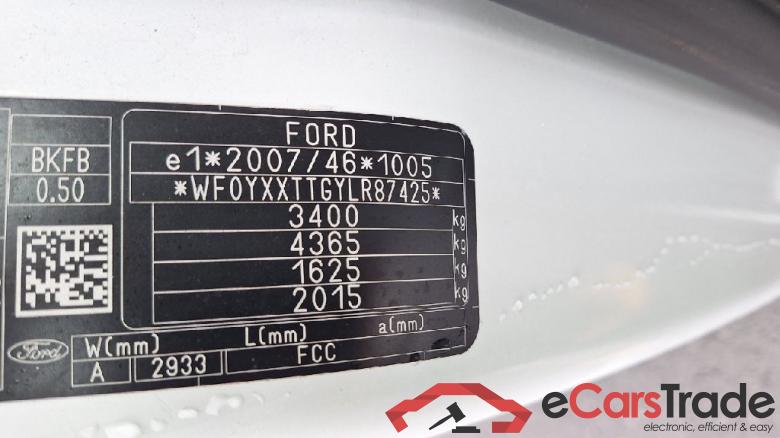 FORD
BKFB
e1*2007/46*1005
0.50
*WF0YXXTTGYLR87425*
3400 kg
4365 kg
1625 kg
2015 kg
Ford
W(mm) L(mm) a(mm)
A 2933 FCC
eCarsTrade
electronic, efficient & easy